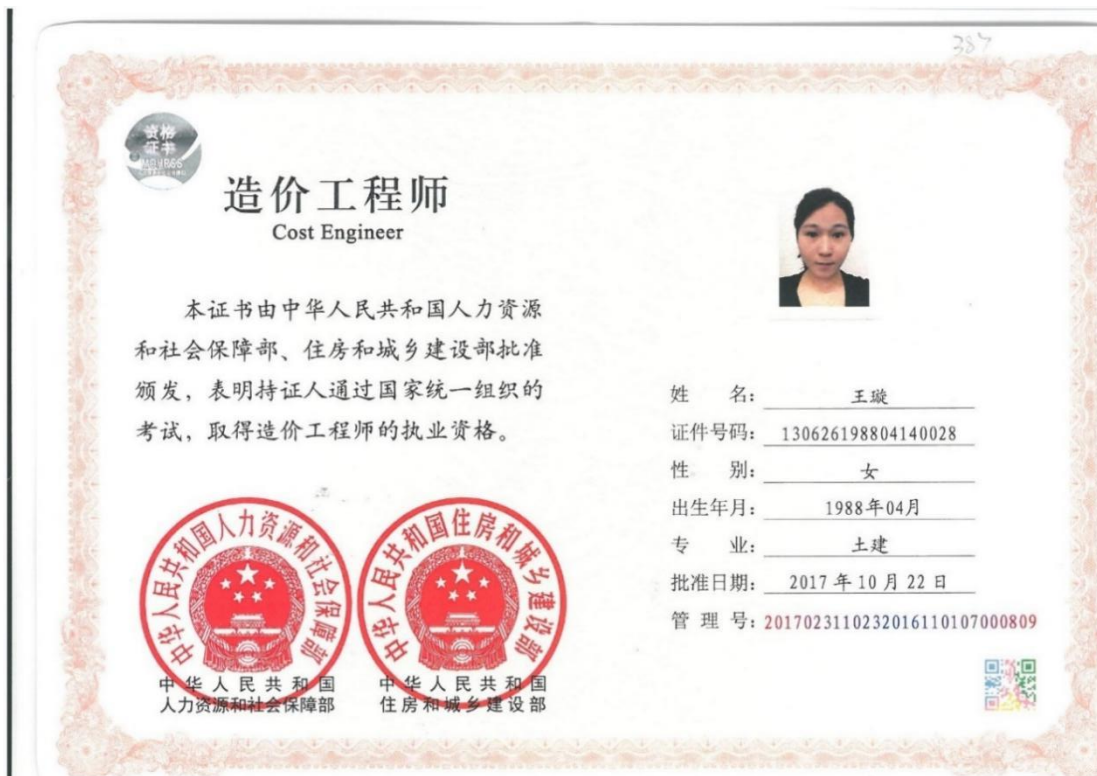 387
资格
证书
造价工程师
Cost Engineer
本证书由中华人民共和国人力资源
和社会保障部、住房和城乡建设部批准
颁发，表明持证人通过国家统一组织的
考试，取得造价工程师的执业资格。
姓 名：王璇
证件号码：130626198804140028
性 别：女
出生年月：1988年04月
专 业：土建
批准日期：2017年10月22日
管 理 号：2017023110232016110107000809
中华人民共和国人力资源和社会保障部
中华人民共和国住房和城乡建设部
中华人民共和国
人力资源和社会保障部
中华人民共和国
住房和城乡建设部